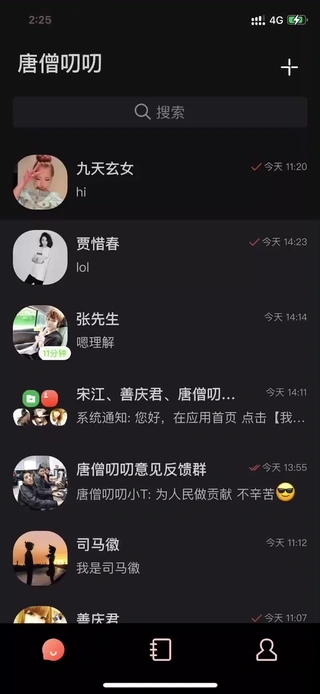 2:25
4G
唐僧叨叨
搜索
九天玄女
今天 11:20
hi
贾惜春
今天 14:23
lol
张先生
今天 14:14
嗯理解
11分钟
宋江、善庆君、唐僧叨...
今天 14:11
系统通知: 您好，在应用首页 点击【我...
唐僧叨叨意见反馈群
今天 13:55
唐僧叨叨小T: 为人民做贡献 不辛苦😎
司马徽
今天 11:12
我是司马徽
善庆君
今天 11:07